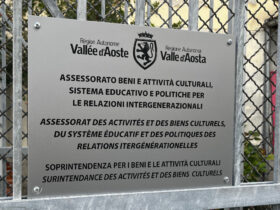 Région Autonome
Vallée d'Aoste
Regione Autonoma
Valle d'Aosta
ASSESSORATO BENI E ATTIVITÀ CULTURALI,
SISTEMA EDUCATIVO E POLITICHE PER
LE RELAZIONI INTERGENERAZIONALI
ASSESSORAT DES ACTIVITÉS ET DES BIENS CULTURELS,
DU SYSTÈME ÉDUCATIF ET DES POLITIQUES DES
RELATIONS INTERGÉNÉRATIONNELLES
SOPRINTENDENZA PER I BENI E LE ATTIVITÀ CULTURALI
SURINTENDANCE DES ACTIVITÉS ET DES BIENS CULTURELS